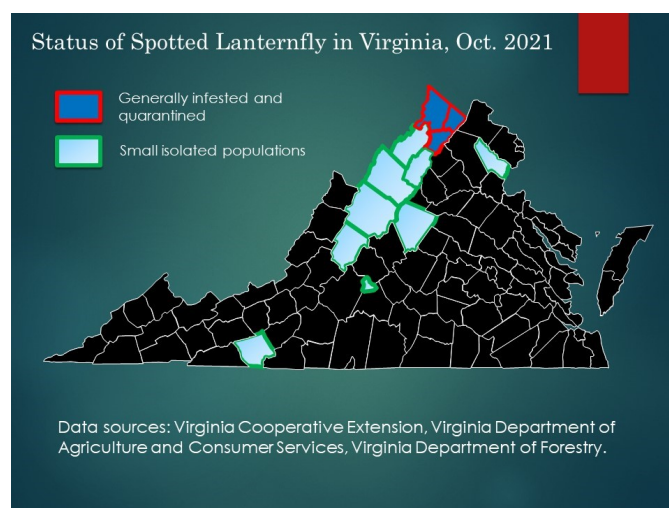 Status of Spotted Lanternfly in Virginia, Oct. 2021
Generally infested and
quarantined
Small isolated populations
Data sources: Virginia Cooperative Extension, Virginia Department of
Agriculture and Consumer Services, Virginia Department of Forestry.